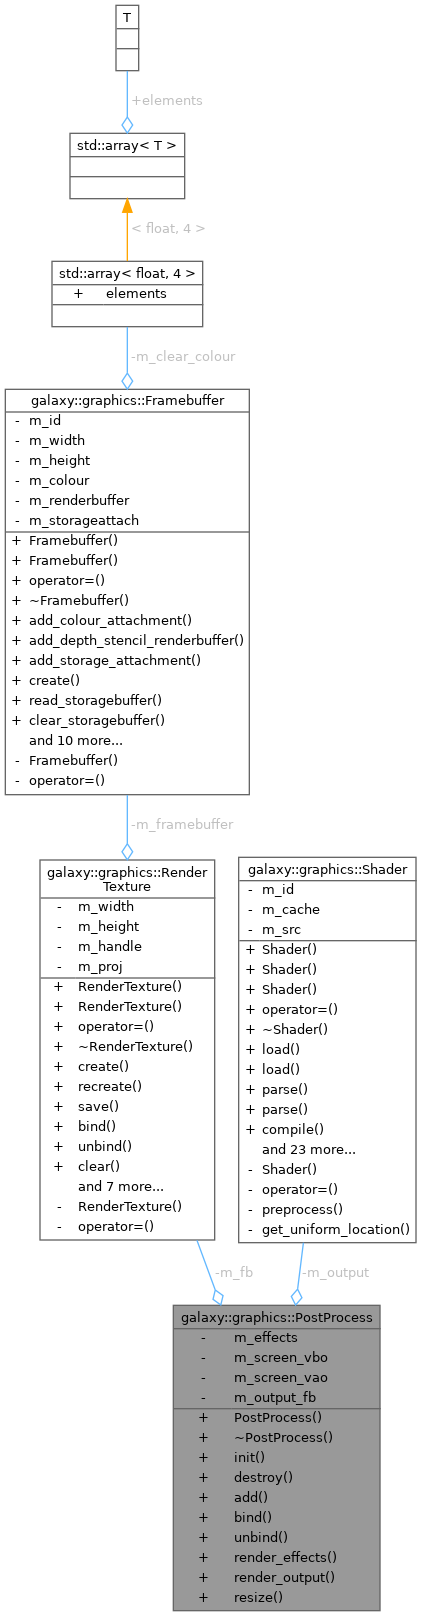 T
+elements
std::array< T >
< float, 4 >
std::array< float, 4 >
+ elements
-m_clear_colour
galaxy::graphics::Framebuffer
- m_id
- m_width
- m_height
- m_colour
- m_renderbuffer
- m_storageattach
+ Framebuffer()
+ Framebuffer()
+ operator=()
+ ~Framebuffer()
+ add_colour_attachment()
+ add_depth_stencil_renderbuffer()
+ add_storage_attachment()
+ create()
+ read_storagebuffer()
+ clear_storagebuffer()
and 10 more...
- Framebuffer()
- operator=()
-m_framebuffer
galaxy::graphics::Render
Texture
- m_width
- m_height
- m_handle
- m_proj
+ RenderTexture()
+ RenderTexture()
+ operator=()
+ ~RenderTexture()
+ create()
+ recreate()
+ save()
+ bind()
+ unbind()
+ clear()
and 7 more...
- RenderTexture()
- operator=()
galaxy::graphics::Shader
- m_id
- m_cache
- m_src
+ Shader()
+ Shader()
+ Shader()
+ operator=()
+ ~Shader()
+ load()
+ load()
+ parse()
+ parse()
+ compile()
and 23 more...
- Shader()
- operator=()
- preprocess()
- get_uniform_location()
-m_fb
-m_output
galaxy::graphics::PostProcess
- m_effects
- m_screen_vbo
- m_screen_vao
- m_output_fb
+ PostProcess()
+ ~PostProcess()
+ init()
+ destroy()
+ add()
+ bind()
+ unbind()
+ render_effects()
+ render_output()
+ resize()